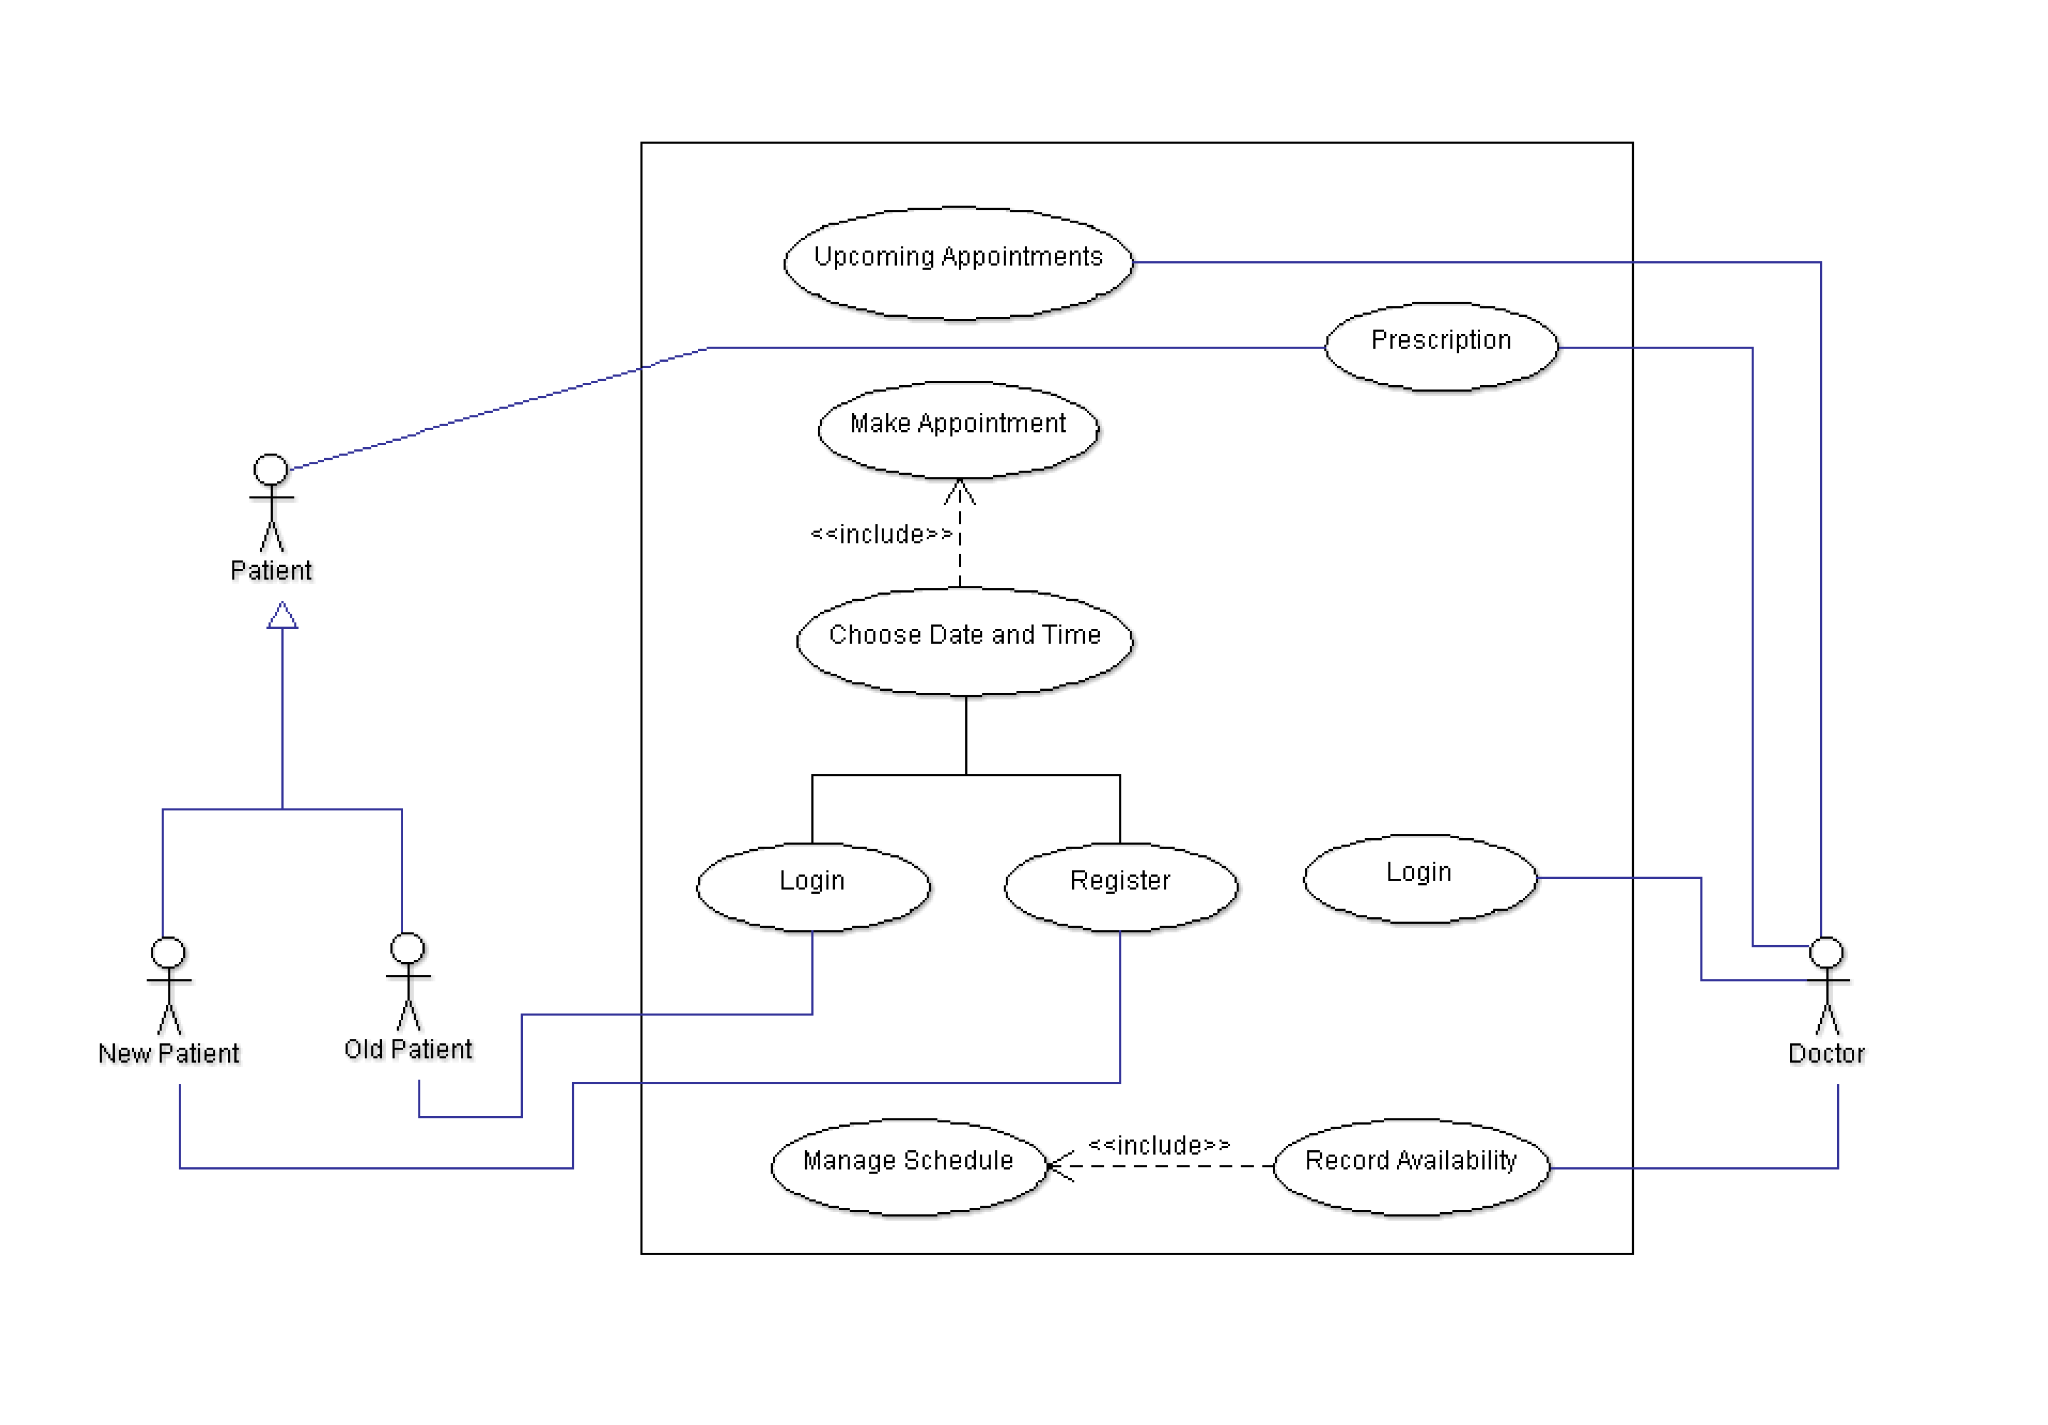 Upcoming Appointments
Prescription
Make Appointment
<<include>>
Patient
Choose Date and Time
Login
Register
Login
New Patient
Old Patient
Doctor
Manage Schedule
<<include>>
Record Availability